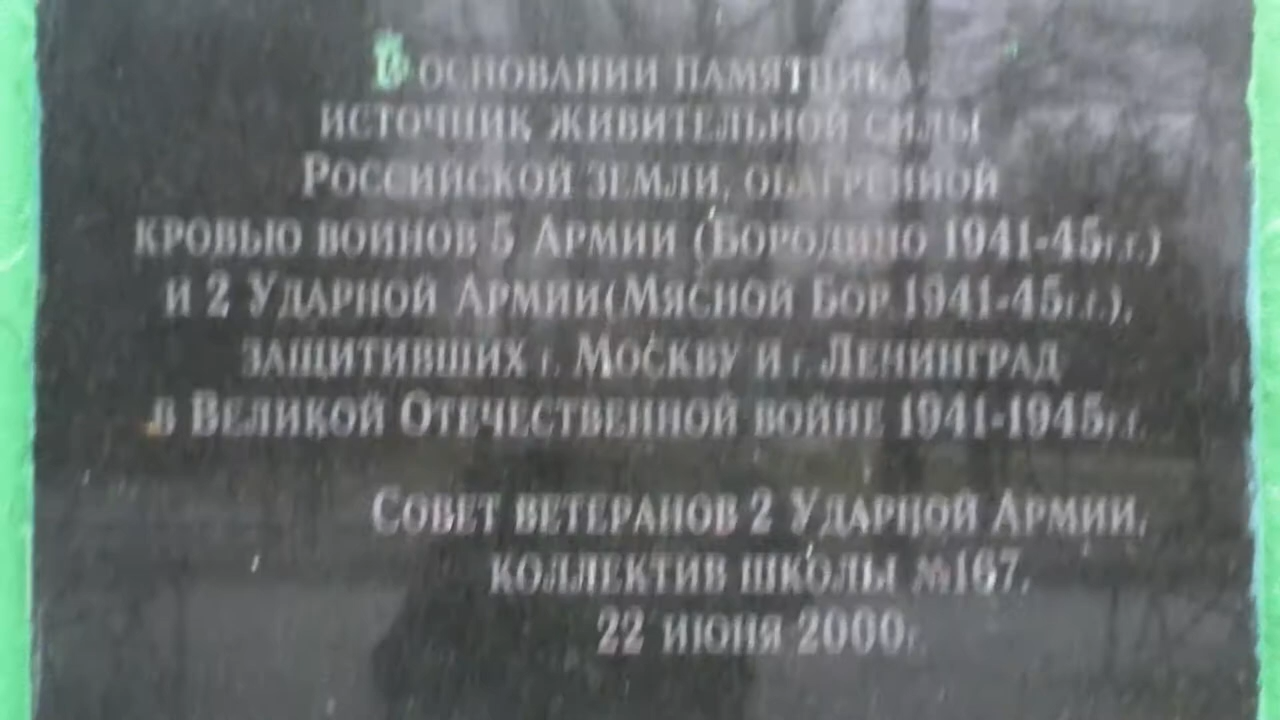 В основании памятника
источник живительной силы
Российской земли, обагренной
кровью воинов 5 Армии (Бородино 1941-45г.г.)
и 2 Ударной Армии(Мясной Бор 1941-45г.г.),
защитивших г. Москву и г. Ленинград
в Великой Отечественной войне 1941-1945г.г.
Совет ветеранов 2 Ударной Армии,
коллектив школы №167.
22 июня 2000г.